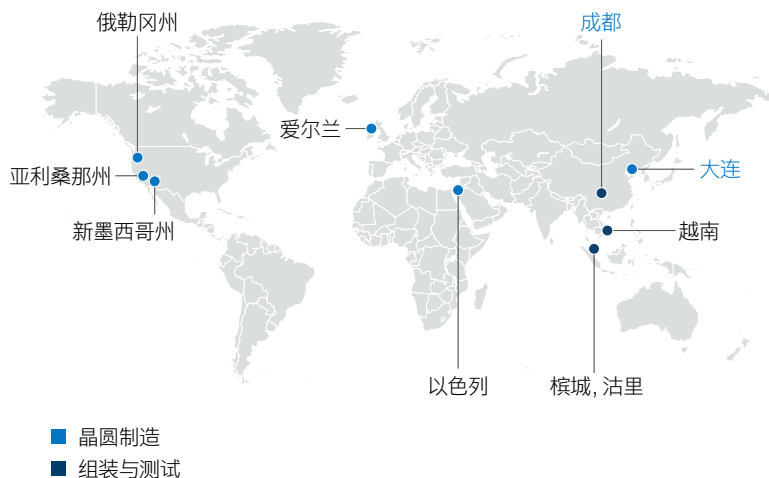 俄勒冈州
成都
爱尔兰
大连
亚利桑那州
新墨西哥州
越南
以色列
槟城, 沽里
晶圆制造
组装与测试